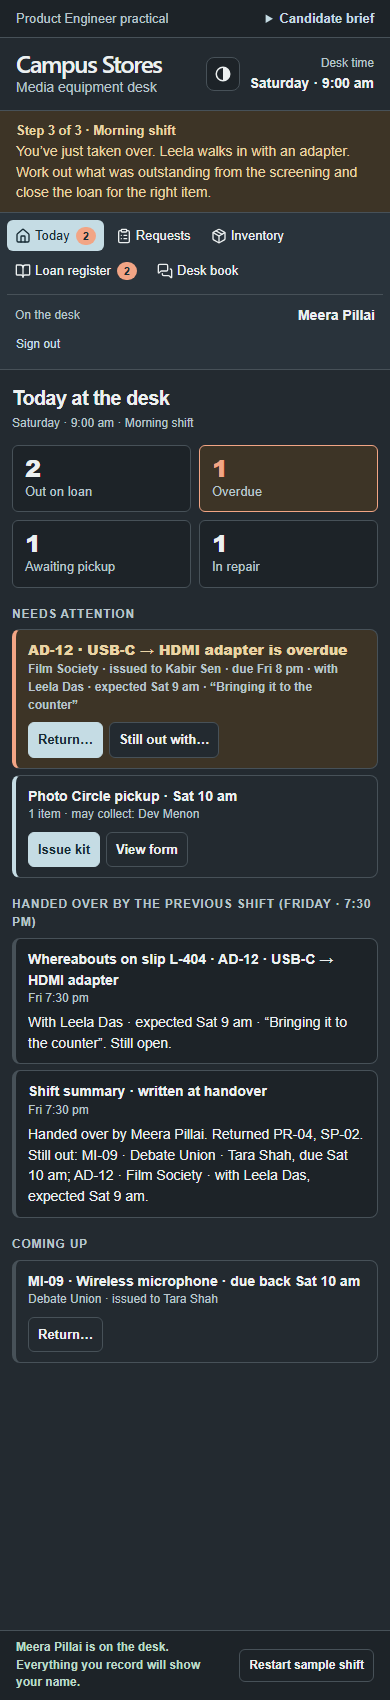 Product Engineer practical
▶ Candidate brief
Campus Stores
Media equipment desk
Desk time
Saturday · 9:00 am
Step 3 of 3 · Morning shift
You've just taken over. Leela walks in with an adapter.
Work out what was outstanding from the screening and
close the loan for the right item.
Today 2
Requests
Inventory
Loan register 2
Desk book
On the desk
Meera Pillai
Sign out
Today at the desk
Saturday · 9:00 am · Morning shift
2
Out on loan
1
Overdue
1
Awaiting pickup
1
In repair
NEEDS ATTENTION
AD-12 · USB-C → HDMI adapter is overdue
Film Society · issued to Kabir Sen · due Fri 8 pm · with
Leela Das · expected Sat 9 am · “Bringing it to the
counter”
Return…
Still out with…
Photo Circle pickup · Sat 10 am
1 item · may collect: Dev Menon
Issue kit
View form
HANDED OVER BY THE PREVIOUS SHIFT (FRIDAY · 7:30
PM)
Whereabouts on slip L-404 · AD-12 · USB-C →
HDMI adapter
Fri 7:30 pm
With Leela Das · expected Sat 9 am · “Bringing it to
the counter”. Still open.
Shift summary · written at handover
Fri 7:30 pm
Handed over by Meera Pillai. Returned PR-04, SP-02.
Still out: MI-09 · Debate Union · Tara Shah, due Sat
10 am; AD-12 · Film Society · with Leela Das,
expected Sat 9 am.
COMING UP
MI-09 · Wireless microphone · due back Sat 10 am
Debate Union · issued to Tara Shah
Return…
Meera Pillai is on the desk.
Everything you record will show
your name.
Restart sample shift